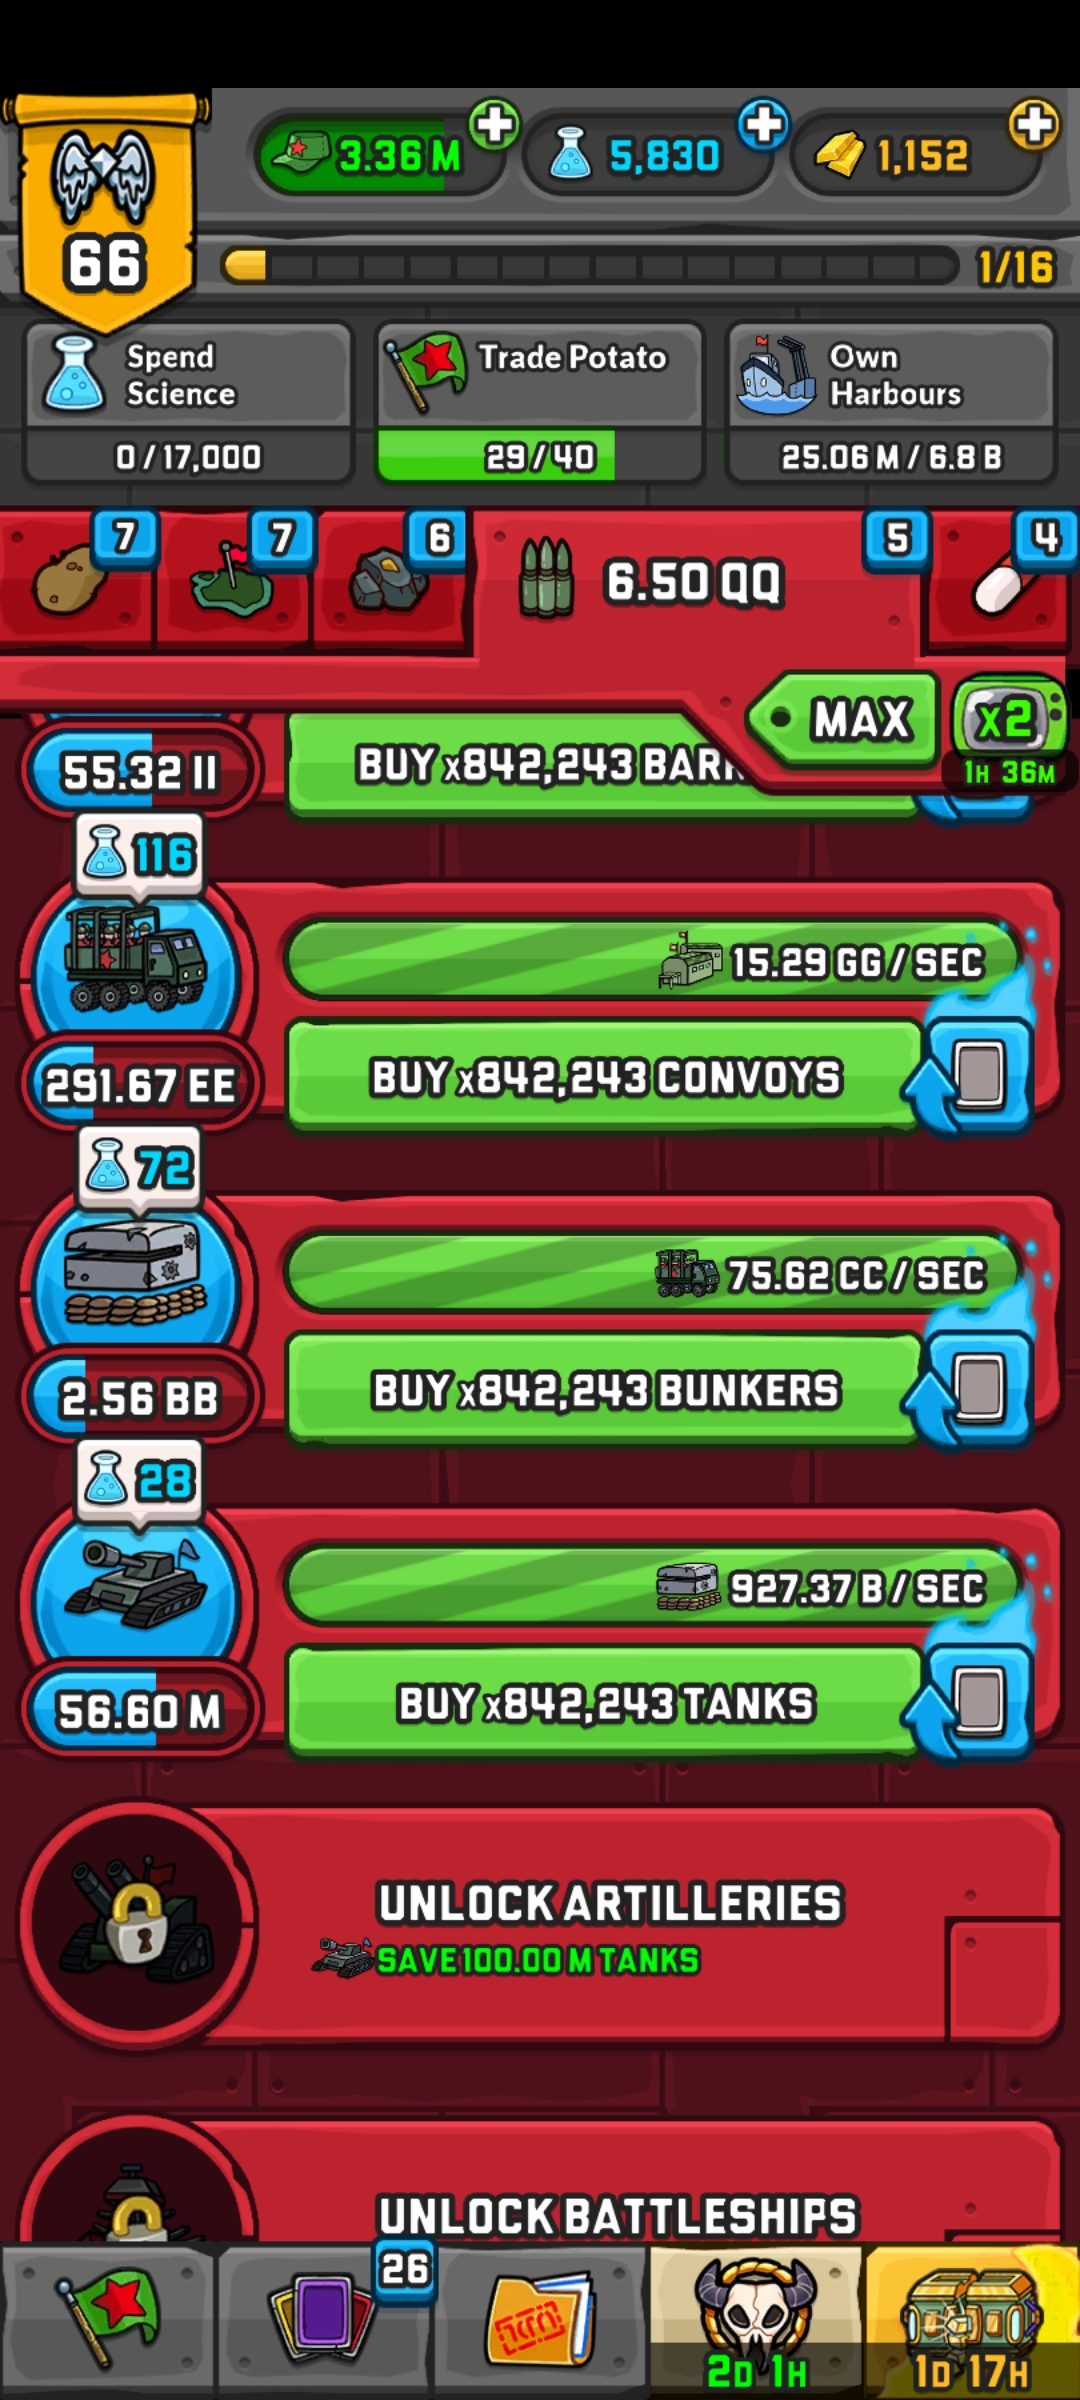 66
3.36 M
5,830
1,152
1/16
Spend
Science
0/17,000
Trade Potato
29/40
Own
Harbours
25.06 M / 6.8 B
7
7
6
6.50 QQ
5
4
MAX
x2
1H 36M
55.32 II
BUY x842,243
116
15.29 GG / SEC
291.67 EE
BUY x842,243 CONVOYS
72
75.62 CC / SEC
2.56 BB
BUY x842,243 BUNKERS
28
927.37 B / SEC
56.60 M
BUY x842,243 TANKS
UNLOCK ARTILLERIES
SAVE 100.00 M TANKS
UNLOCK BATTLESHIPS
26
2D 1H
1D 17H